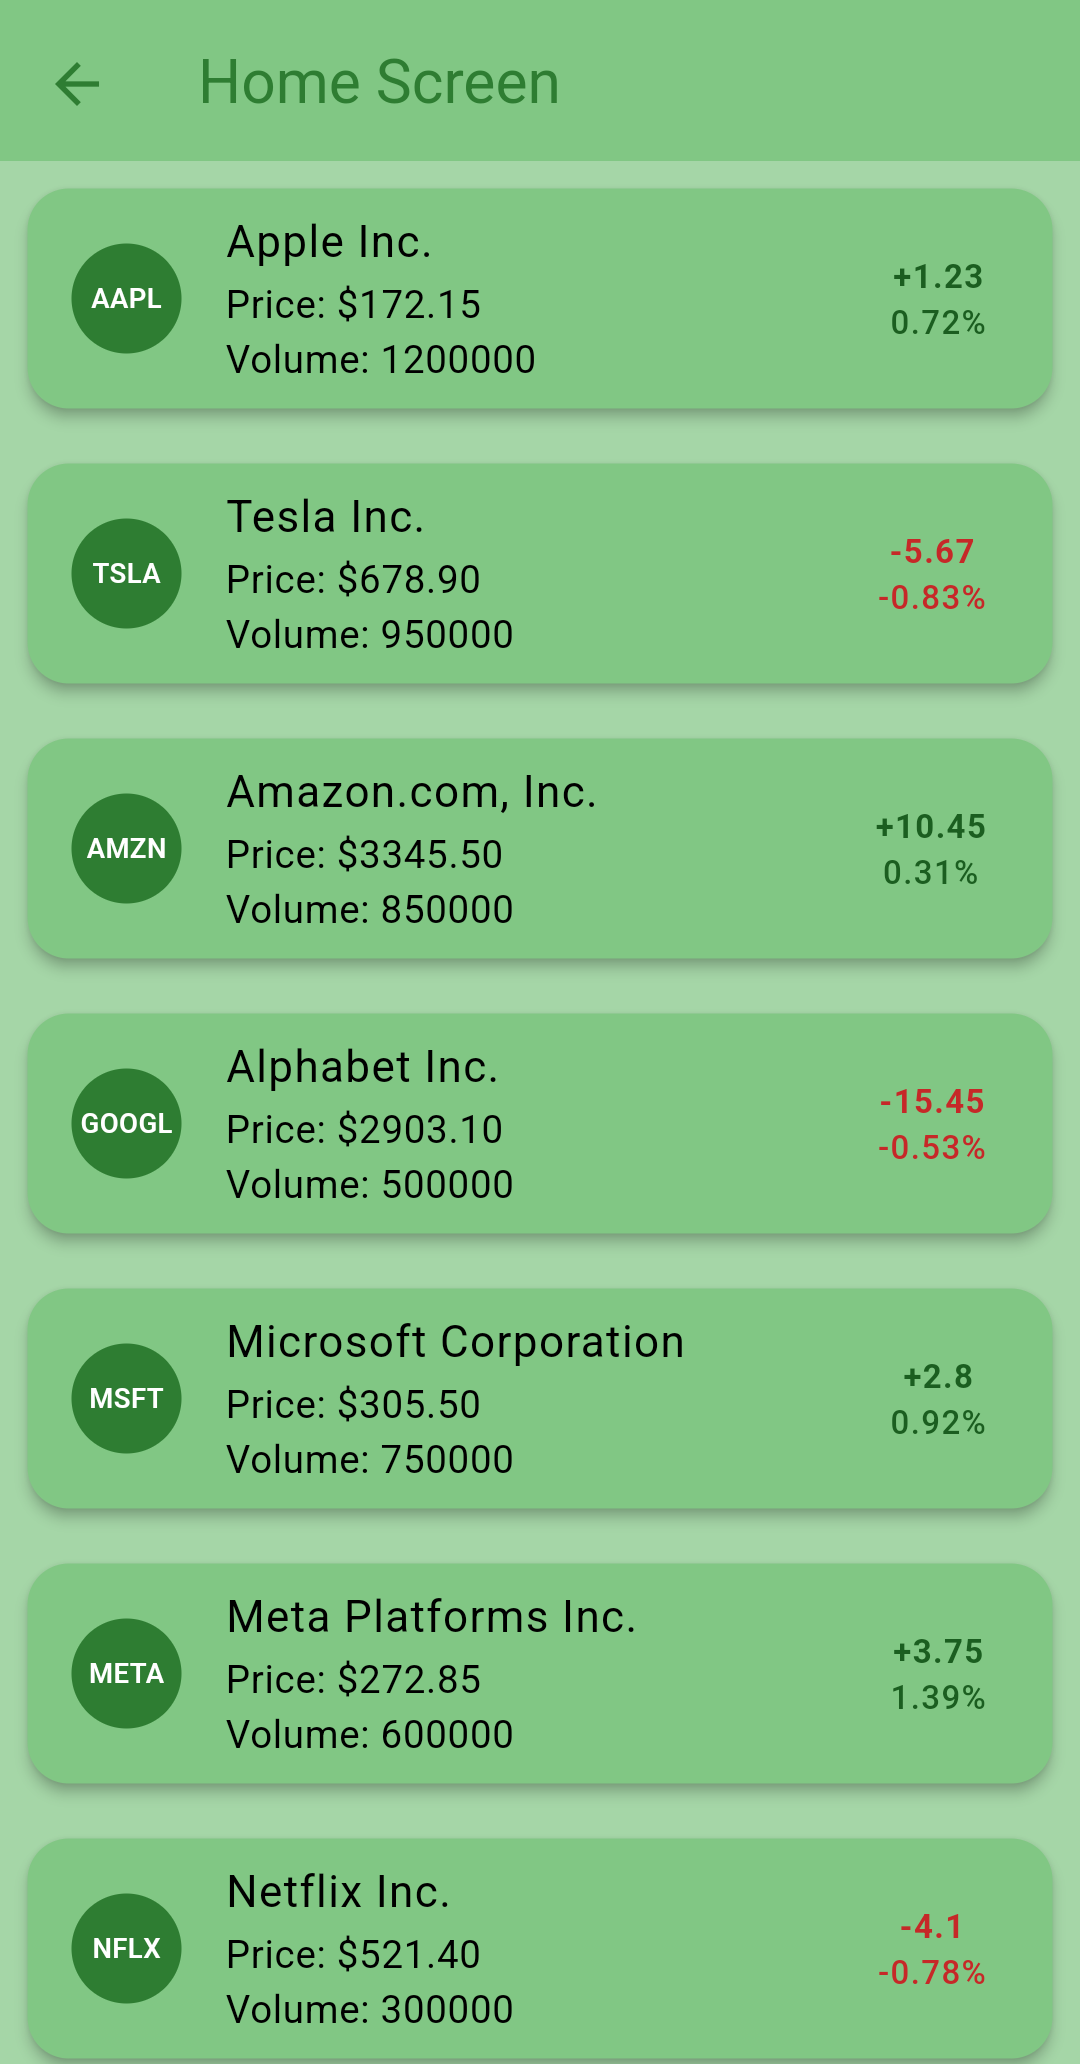 Home Screen
AAPL
Apple Inc.
Price: $172.15
Volume: 1200000
+1.23
0.72%
TSLA
Tesla Inc.
Price: $678.90
Volume: 950000
-5.67
-0.83%
AMZN
Amazon.com, Inc.
Price: $3345.50
Volume: 850000
+10.45
0.31%
GOOGL
Alphabet Inc.
Price: $2903.10
Volume: 500000
-15.45
-0.53%
MSFT
Microsoft Corporation
Price: $305.50
Volume: 750000
+2.8
0.92%
META
Meta Platforms Inc.
Price: $272.85
Volume: 600000
+3.75
1.39%
NFLX
Netflix Inc.
Price: $521.40
Volume: 300000
-4.1
-0.78%